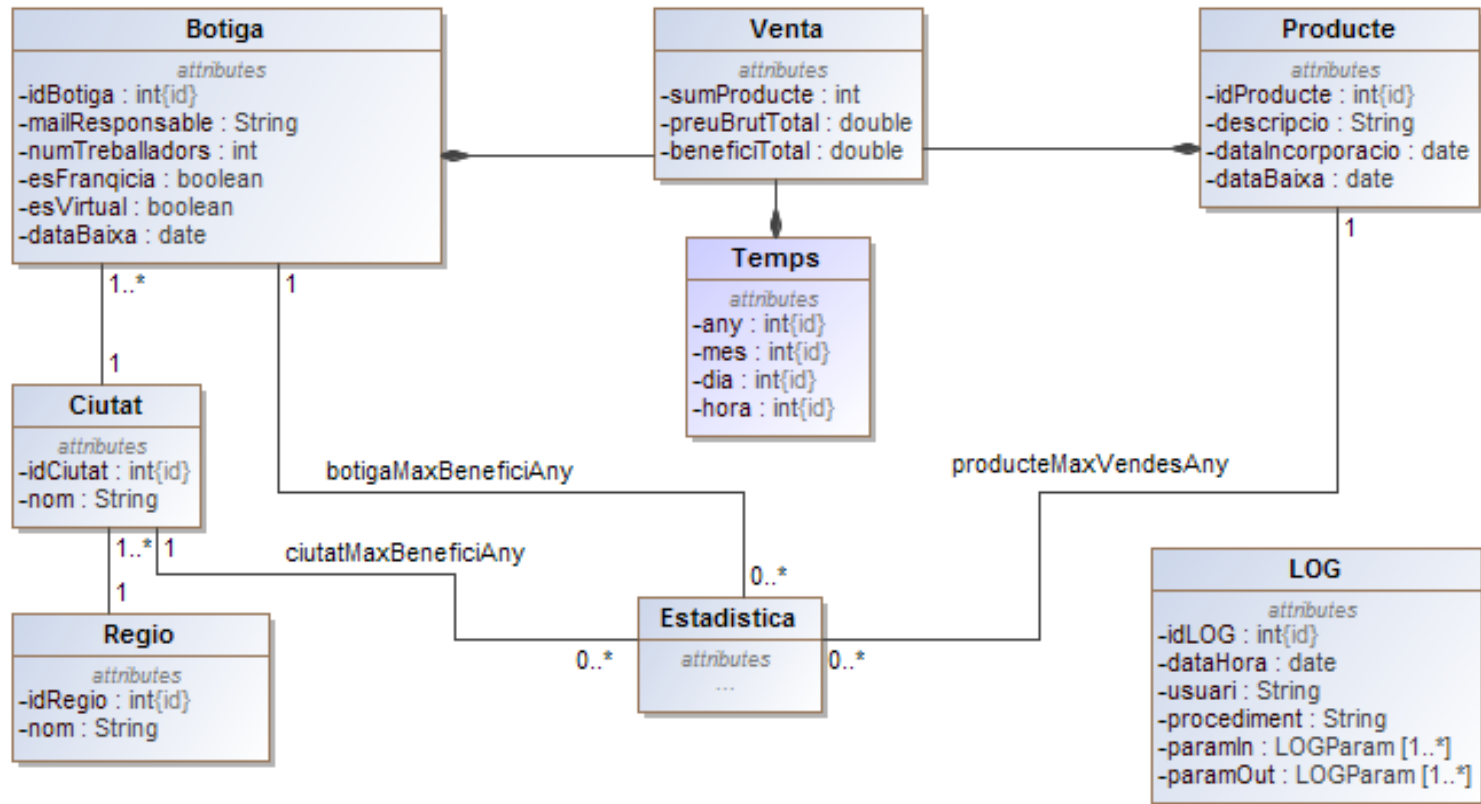 Botiga
attributes
-idBotiga : int{id}
-mailResponsable : String
-numTreballadors : int
-esFranqicia : boolean
-esVirtual : boolean
-dataBaixa : date
Venta
attributes
-sumProducte : int
-preuBrutTotal : double
-beneficiTotal : double
Producte
attributes
-idProducte : int{id}
-descripcio : String
-dataIncorporacio : date
-dataBaixa : date
Temps
attributes
-any : int{id}
-mes : int{id}
-dia : int{id}
-hora : int{id}
1..*
1
1
1
Ciutat
attributes
-idCiutat : int{id}
-nom : String
botigaMaxBeneficiAny
producteMaxVendesAny
1..*
1
ciutatMaxBeneficiAny
1
0..*
0..*
0..*
Regio
attributes
-idRegio : int{id}
-nom : String
Estadistica
attributes
...
LOG
attributes
-idLOG : int{id}
-dataHora : date
-usuari : String
-procediment : String
-paramIn : LOGParam [1..*]
-paramOut : LOGParam [1..*]